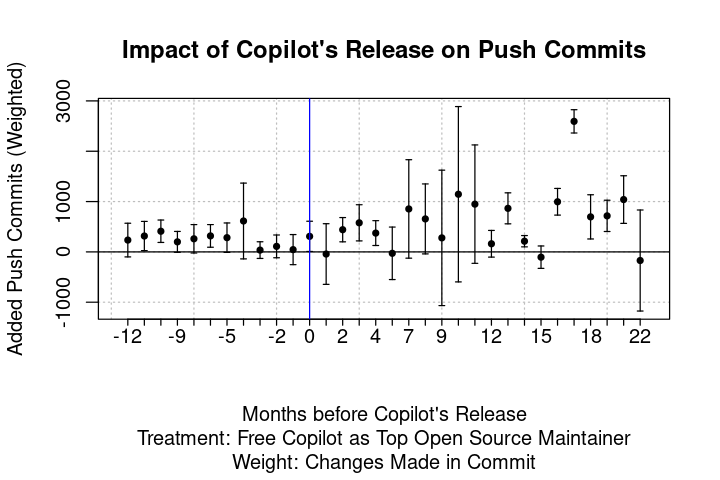 Impact of Copilot's Release on Push Commits
Added Push Commits (Weighted)
3000
1000
0
-1000
-12 -9 -5 -2 0 2 4 7 9 12 15 18 22
Months before Copilot's Release
Treatment: Free Copilot as Top Open Source Maintainer
Weight: Changes Made in Commit